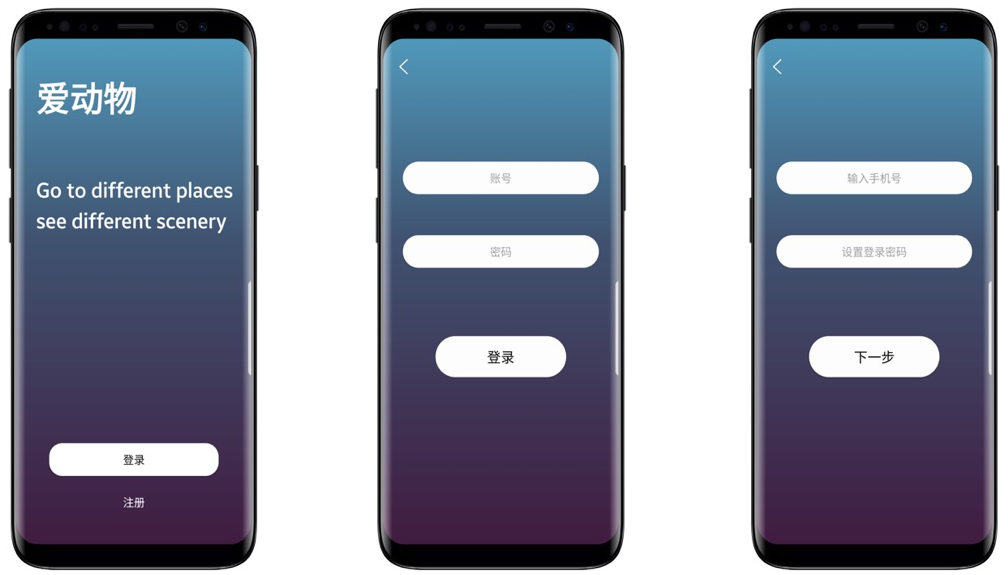 爱动物
Go to different places
see different scenery
登录
注册
账号
密码
登录
输入手机号
设置登录密码
下一步